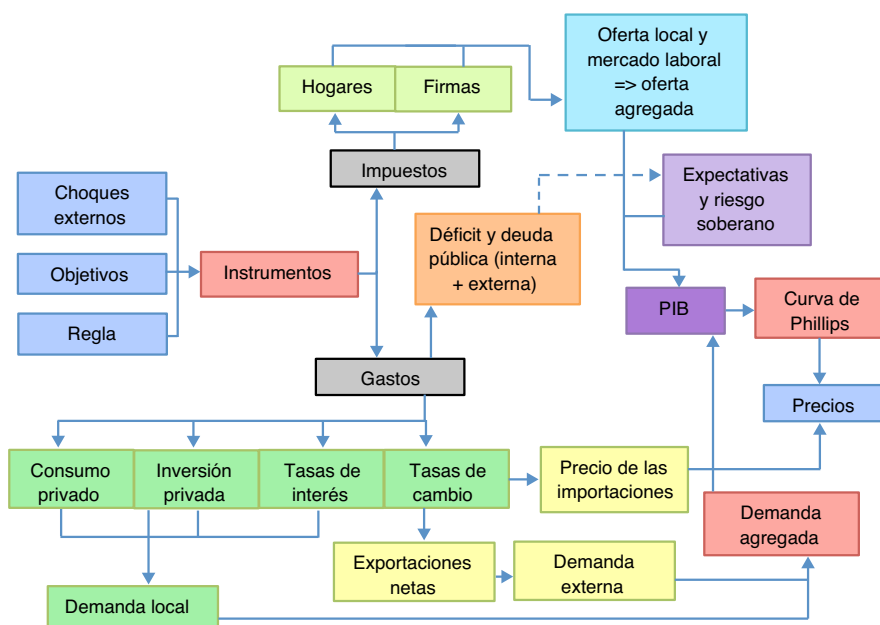 Hogares
Firmas
Oferta local y
mercado laboral
=> oferta
agregada
Impuestos
Choques
externos
Objetivos
Regla
Instrumentos
Déficit y deuda
pública (interna
+ externa)
Expectativas
y riesgo
soberano
PIB
Curva de
Phillips
Gastos
Precios
Consumo
privado
Inversión
privada
Tasas de
interés
Tasas de
cambio
Precio de las
importaciones
Demanda
agregada
Exportaciones
netas
Demanda
externa
Demanda local